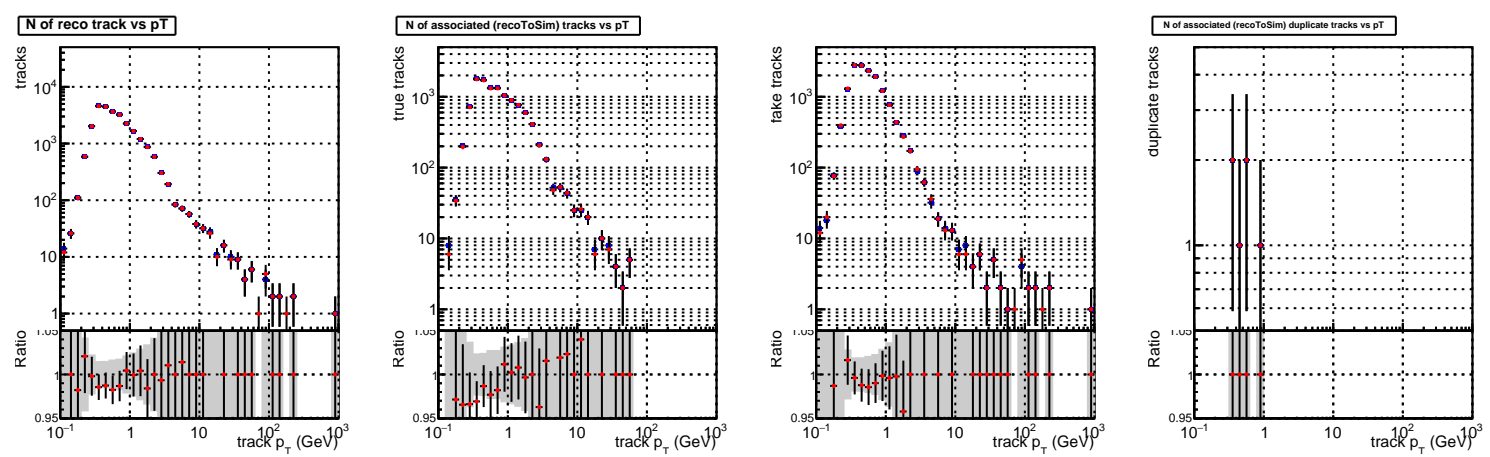 N of reco track vs pT
tracks
10^4
10^3
10^2
10
1
Ratio
1.05
1
0.95
10^-1 1 10 10^2 10^3
track p_T (GeV)
N of associated (recoToSim) tracks vs pT
true tracks
10^3
10^2
10
1
Ratio
1.05
1
0.95
10^-1 1 10 10^2 10^3
track p_T (GeV)
fake tracks
10^3
10^2
10
1
Ratio
1.05
1
0.95
10^-1 1 10 10^2 10^3
track p_T (GeV)
N of associated (recoToSim) duplicate tracks vs pT
duplicate tracks
1
Ratio
1.05
1
0.95
10^-1 1 10 10^2 10^3
track p_T (GeV)